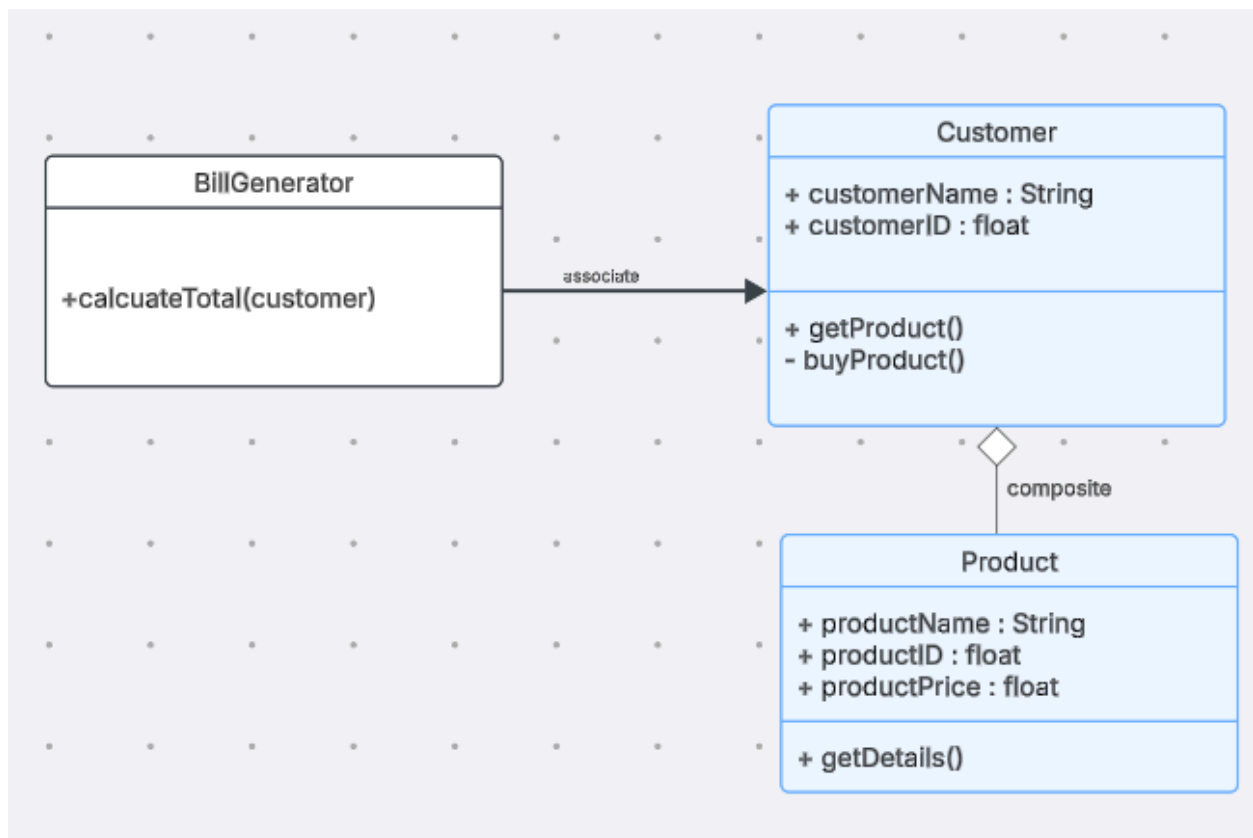 BillGenerator
+calcuateTotal(customer)
associate
Customer
+ customerName : String
+ customerID : float
+ getProduct()
- buyProduct()
composite
Product
+ productName : String
+ productID : float
+ productPrice : float
+ getDetails()